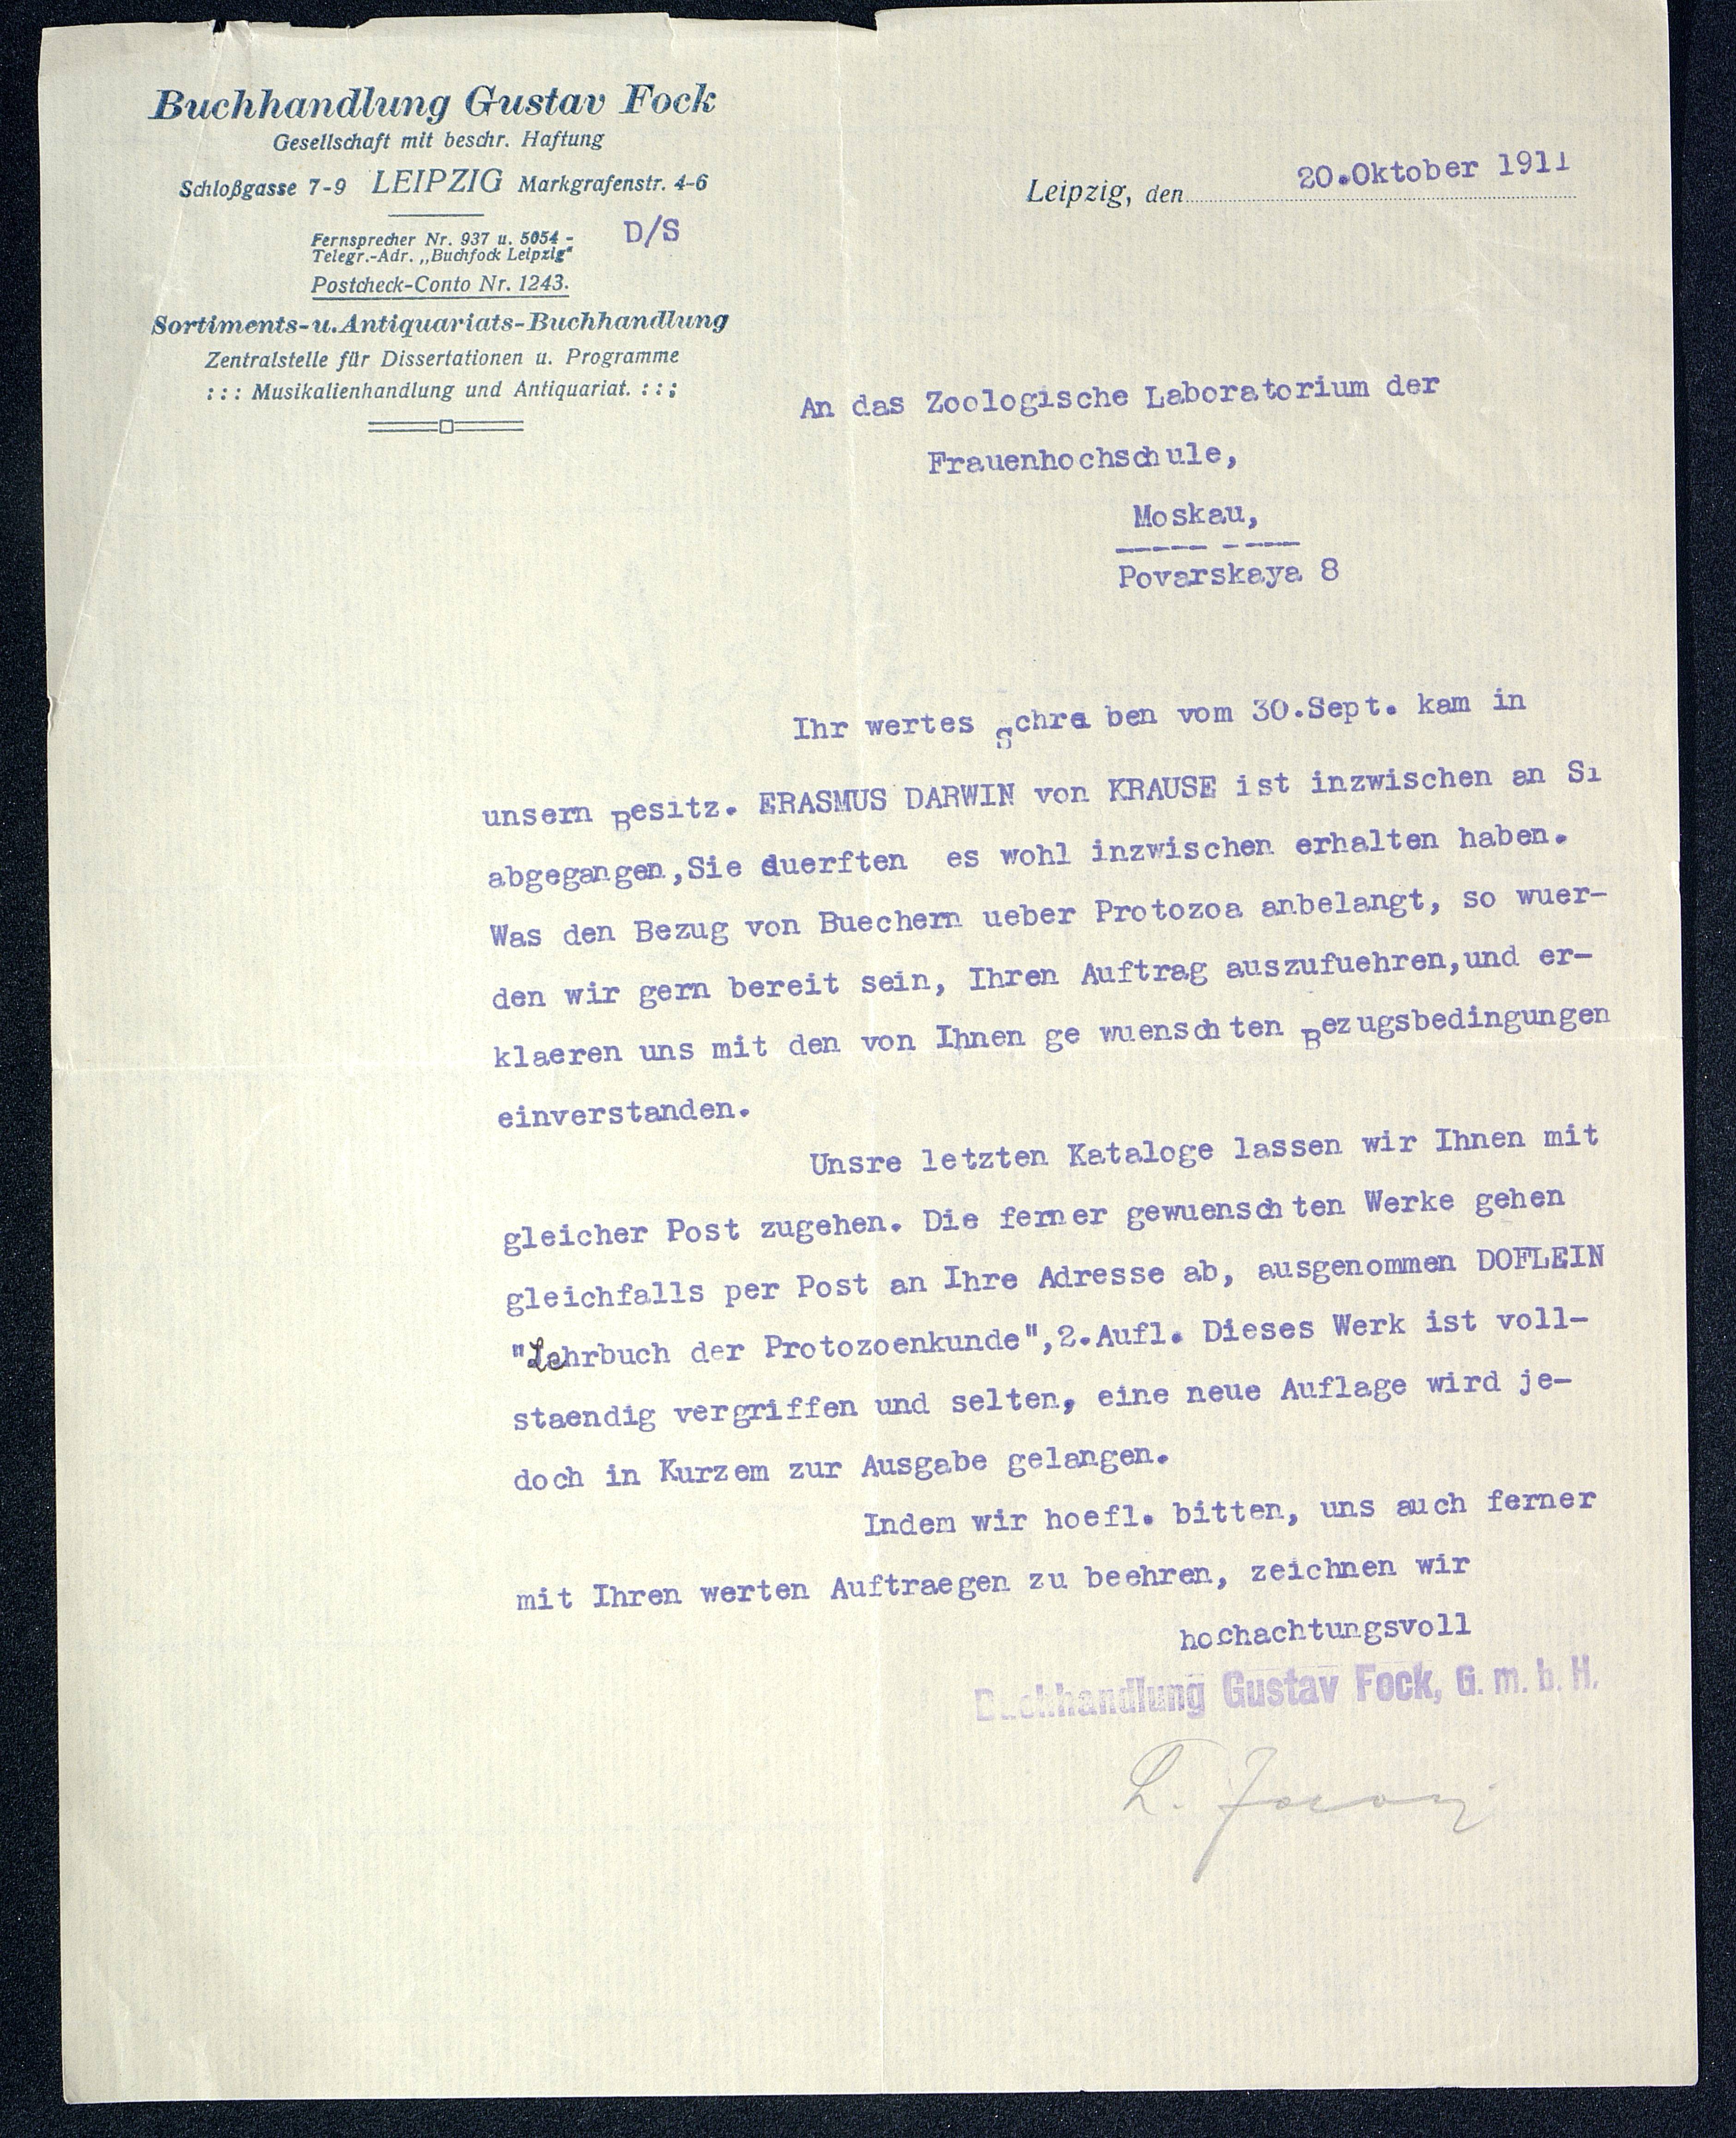 Buchhandlung Gustav Fock
Gesellschaft mit beschr. Haftung
Schloßgasse 7-9 LEIPZIG Markgrafenstr. 4-6
Fernsprecher Nr. 937 u. 5054 -
Telegr.-Adr. „Buchfock Leipzig"
D/S
Postcheck-Conto Nr. 1243.
Sortiments- u. Antiquariats-Buchhandlung
Zentralstelle für Dissertationen u. Programme
::: Musikalienhandlung und Antiquariat. :::
Leipzig, den 20.Oktober 1911
An das Zoologische Laboratorium der
Frauenhochschule,
Moskau,
Povarskaya 8
Ihr wertes Schrei ben vom 30.Sept. kam in
unsern Besitz. ERASMUS DARWIN von KRAUSE ist inzwischen an Si
abgegangen,Sie duerften es wohl inzwischen erhalten haben.
Was den Bezug von Buechern ueber Protozoa anbelangt, so wuer-
den wir gern bereit sein, Ihren Auftrag auszufuehren,und er-
klaeren uns mit den von Ihnen ge wuensch ten Bezugsbedingungen
einverstanden.
Unsre letzten Kataloge lassen wir Ihnen mit
gleicher Post zugehen. Die ferner gewuensch ten Werke gehen
gleichfalls per Post an Ihre Adresse ab, ausgenommen DOFLEIN
"Lehrbuch der Protozoenkunde",2.Aufl. Dieses Werk ist voll-
staendig vergriffen und selten, eine neue Auflage wird je-
doch in Kurzem zur Ausgabe gelangen.
Indem wir hoefl. bitten, uns auch ferner
mit Ihren werten Auftraegen zu beehren, zeichnen wir
hochachtungsvoll
Buchhandlung Gustav Fock, G. m. b. H.